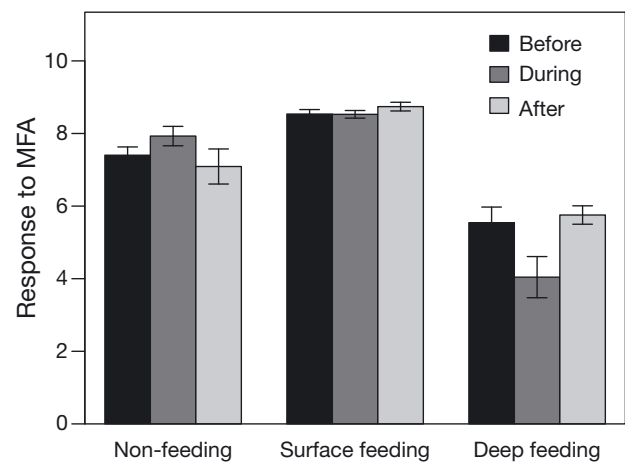 Before
During
After
10
8
6
4
2
0
Response to MFA
Non-feeding
Surface feeding
Deep feeding